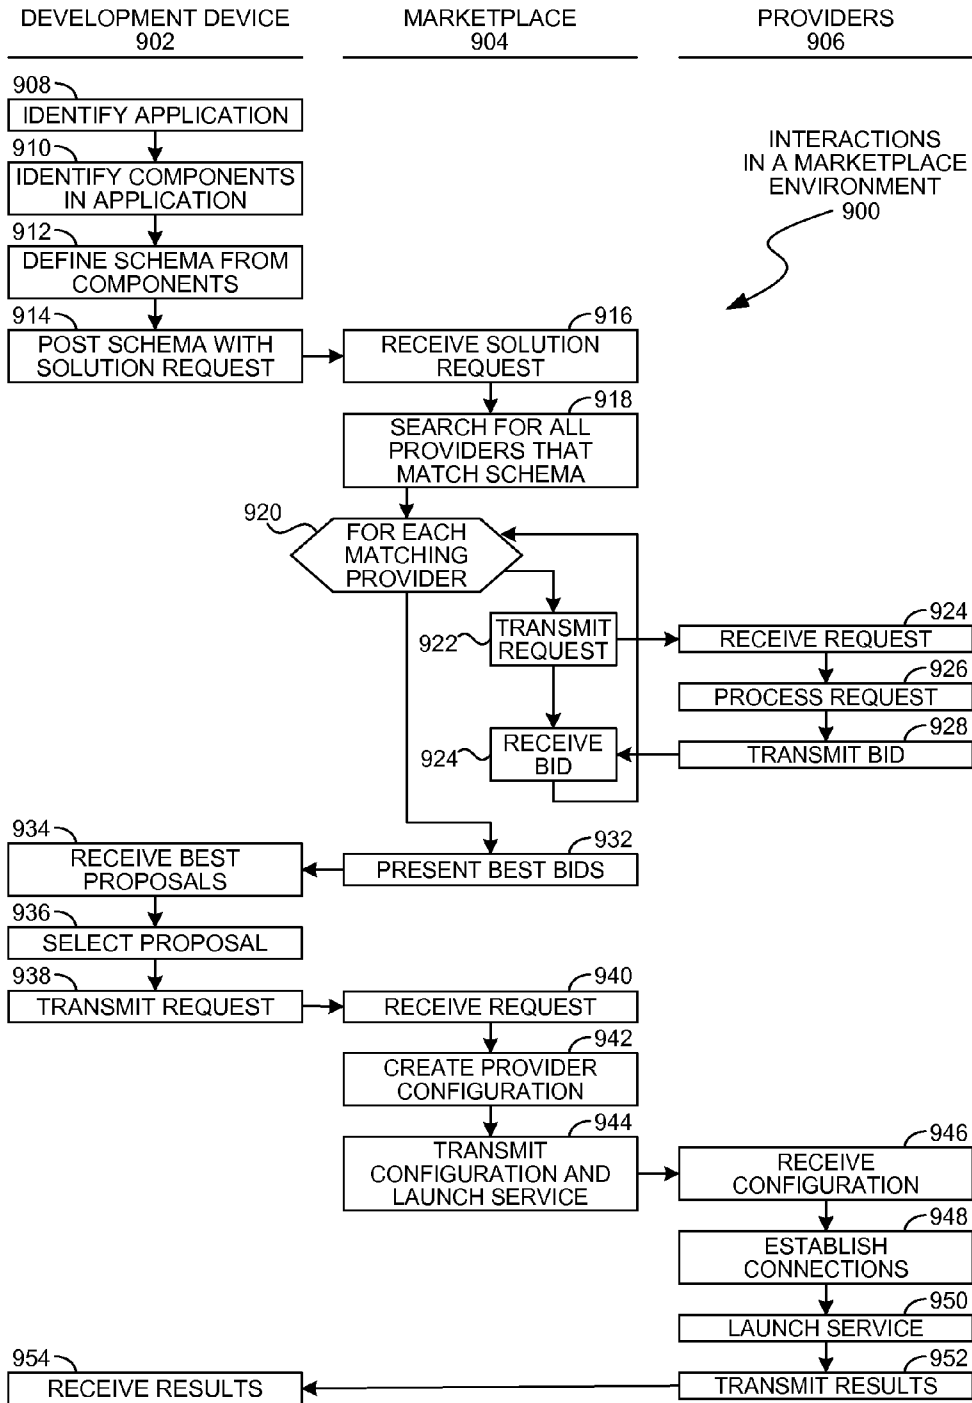 DEVELOPMENT DEVICE
902
MARKETPLACE
904
PROVIDERS
906
INTERACTIONS
IN A MARKETPLACE
ENVIRONMENT
900
908
IDENTIFY APPLICATION
910
IDENTIFY COMPONENTS
IN APPLICATION
912
DEFINE SCHEMA FROM
COMPONENTS
914
POST SCHEMA WITH
SOLUTION REQUEST
916
RECEIVE SOLUTION
REQUEST
918
SEARCH FOR ALL
PROVIDERS THAT
MATCH SCHEMA
920
FOR EACH
MATCHING
PROVIDER
922
TRANSMIT
REQUEST
924
RECEIVE REQUEST
926
PROCESS REQUEST
928
TRANSMIT BID
924
RECEIVE
BID
932
PRESENT BEST BIDS
934
RECEIVE BEST
PROPOSALS
936
SELECT PROPOSAL
938
TRANSMIT REQUEST
940
RECEIVE REQUEST
942
CREATE PROVIDER
CONFIGURATION
944
TRANSMIT
CONFIGURATION AND
LAUNCH SERVICE
946
RECEIVE
CONFIGURATION
948
ESTABLISH
CONNECTIONS
950
LAUNCH SERVICE
952
TRANSMIT RESULTS
954
RECEIVE RESULTS